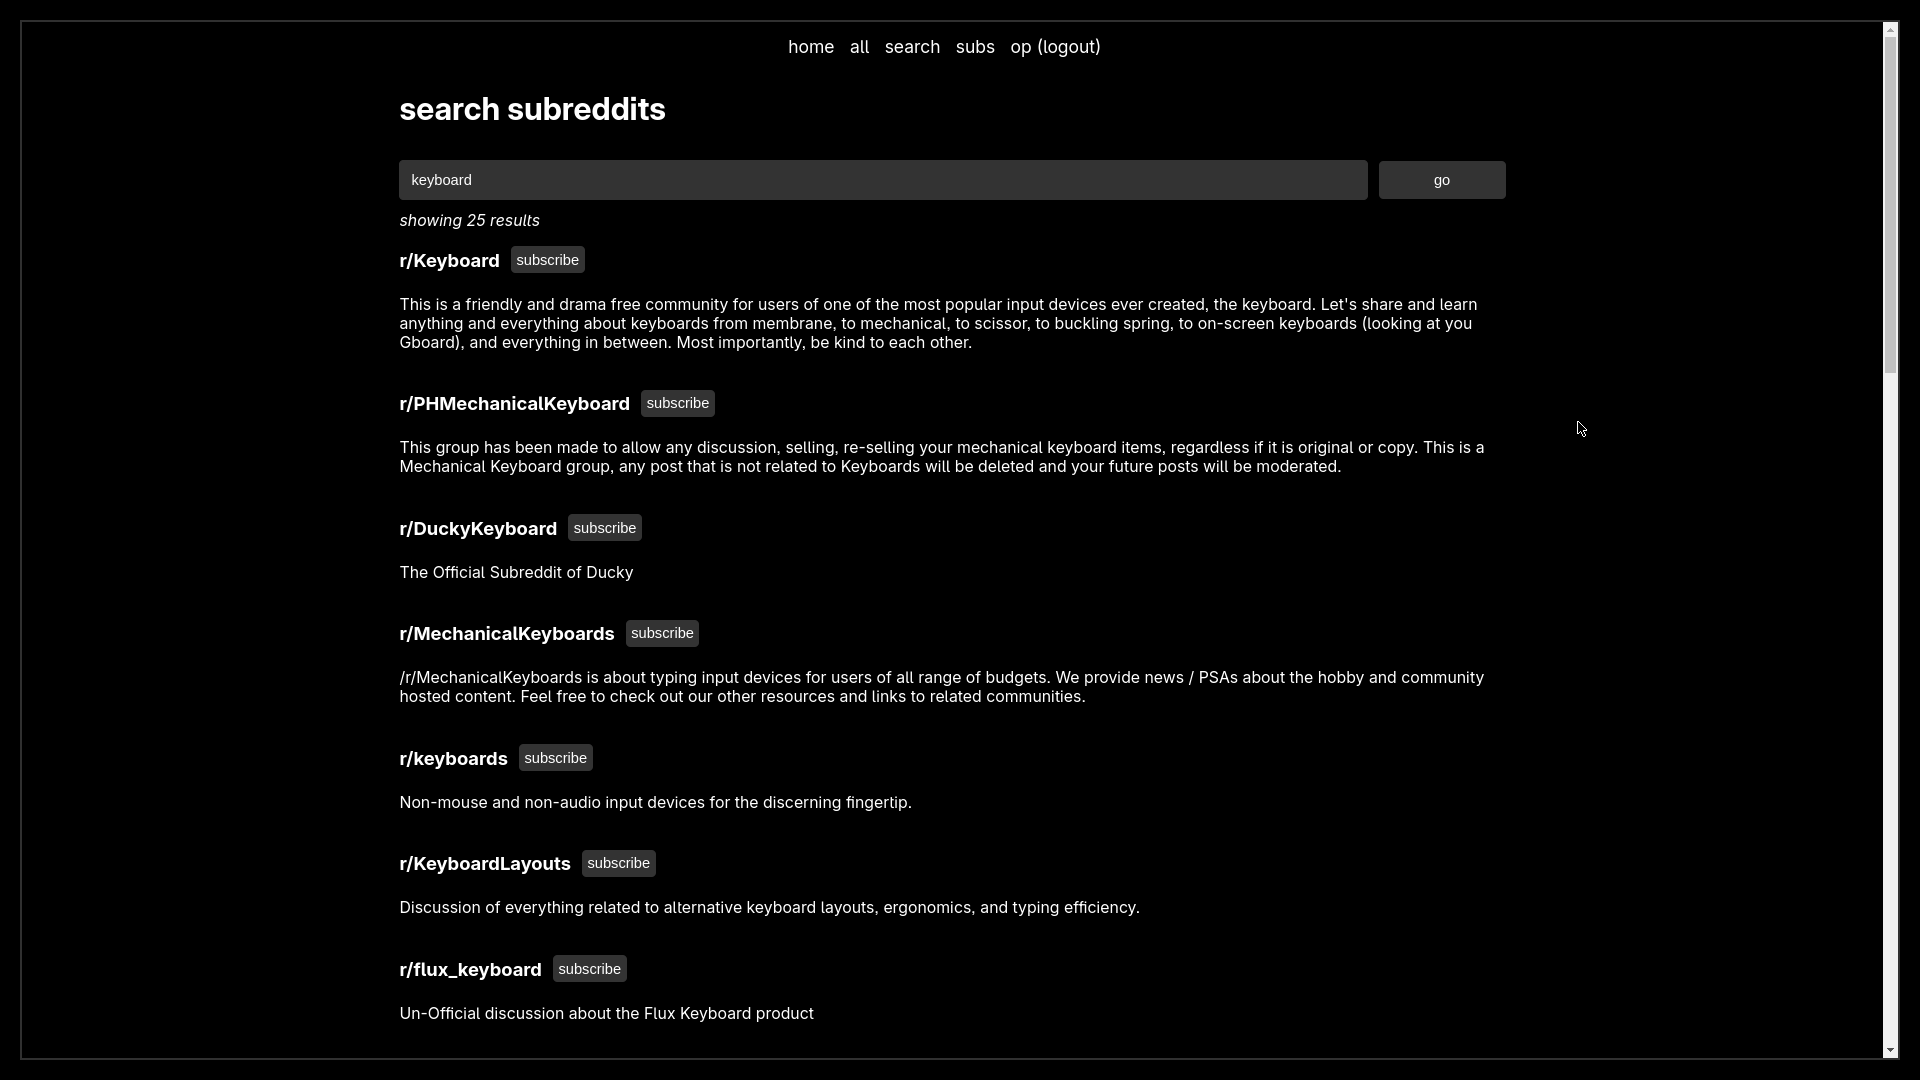 home all search subs op (logout)
search subreddits
keyboard go
showing 25 results
r/Keyboard subscribe
This is a friendly and drama free community for users of one of the most popular input devices ever created, the keyboard. Let's share and learn
anything and everything about keyboards from membrane, to mechanical, to scissor, to buckling spring, to on-screen keyboards (looking at you
Gboard), and everything in between. Most importantly, be kind to each other.
r/PHMechanicalKeyboard subscribe
This group has been made to allow any discussion, selling, re-selling your mechanical keyboard items, regardless if it is original or copy. This is a
Mechanical Keyboard group, any post that is not related to Keyboards will be deleted and your future posts will be moderated.
r/DuckyKeyboard subscribe
The Official Subreddit of Ducky
r/MechanicalKeyboards subscribe
/r/MechanicalKeyboards is about typing input devices for users of all range of budgets. We provide news / PSAs about the hobby and community
hosted content. Feel free to check out our other resources and links to related communities.
r/keyboards subscribe
Non-mouse and non-audio input devices for the discerning fingertip.
r/KeyboardLayouts subscribe
Discussion of everything related to alternative keyboard layouts, ergonomics, and typing efficiency.
r/flux_keyboard subscribe
Un-Official discussion about the Flux Keyboard product